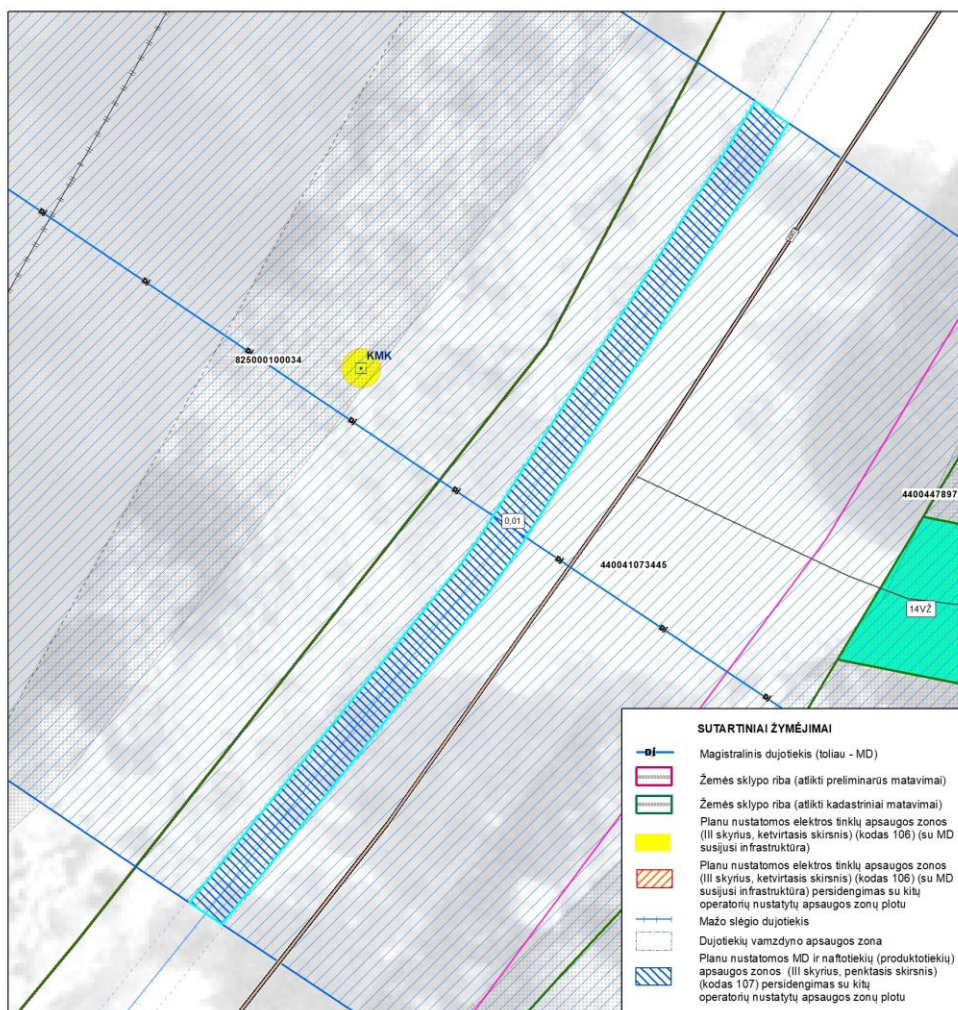 KMK
825000100034
0,01
4400447897
440041073445
14VŽ
SUTARTINIAI ŽYMĖJIMAI
Magistralinis dujotiekis (toliau - MD)
Žemės sklypo riba (atlikti preliminarūs matavimai)
Žemės sklypo riba (atlikti kadastriniai matavimai)
Planu nustatomos elektros tinklų apsaugos zonos
(III skyrius, ketvirtasis skirsnis) (kodas 106) (su MD
susijusi infrastruktūra)
Planu nustatomos elektros tinklų apsaugos zonos
(III skyrius, ketvirtasis skirsnis) (kodas 106) (su MD
susijusi infrastruktūra) persidengimas su kitų
operatorių nustatytų apsaugos zonų plotu
Mažo slėgio dujotiekis
Dujotiekių vamzdyno apsaugos zona
Planu nustatomos MD ir naftotiekių (produktotiekių)
apsaugos zonos (III skyrius, penktasis skirsnis)
(kodas 107) persidengimas su kitų
operatorių nustatytų apsaugos zonų plotu